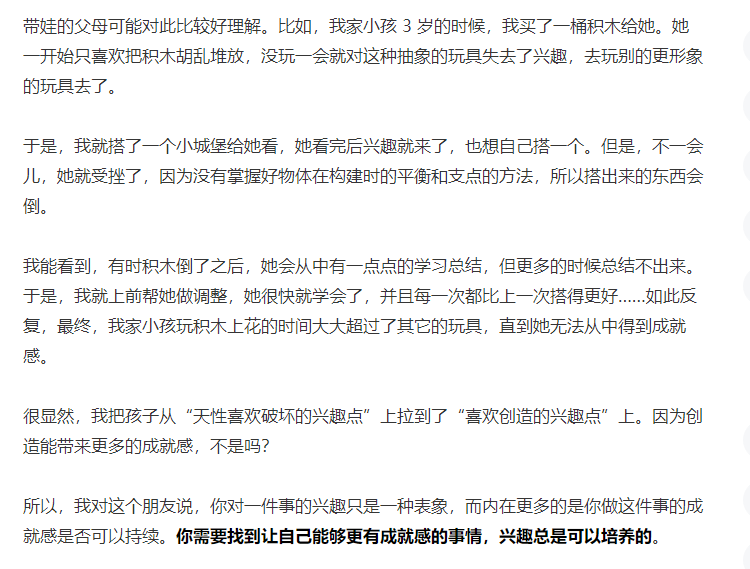 带娃的父母可能对此比较好理解。比如，我家小孩 3 岁的时候，我买了一桶积木给她。她
一开始只喜欢把积木胡乱堆放，没玩一会就对这种抽象的玩具失去了兴趣，去玩别的更形象
的玩具去了。
于是，我就搭了一个小城堡给她看，她看完后兴趣就来了，也想自己搭一个。但是，不一会
儿，她就受挫了，因为没有掌握好物体在构建时的平衡和支点的方法，所以搭出来的东西会
倒。
我能看到，有时积木倒了之后，她会从中有一点点的学习总结，但更多的时候总结不出来。
于是，我就上前帮她做调整，她很快就学会了，并且每一次都比上一次搭得更好……如此反
复，最终，我家小孩玩积木上花的时间大大超过了其它的玩具，直到她无法从中得到成就
感。
很显然，我把孩子从“天性喜欢破坏的兴趣点”上拉到了“喜欢创造的兴趣点”上。因为创
造能带来更多的成就感，不是吗？
所以，我对这个朋友说，你对一件事的兴趣只是一种表象，而内在更多的是你做这件事的成
就感是否可以持续。你需要找到让自己能够更有成就感的事情，兴趣总是可以培养的。